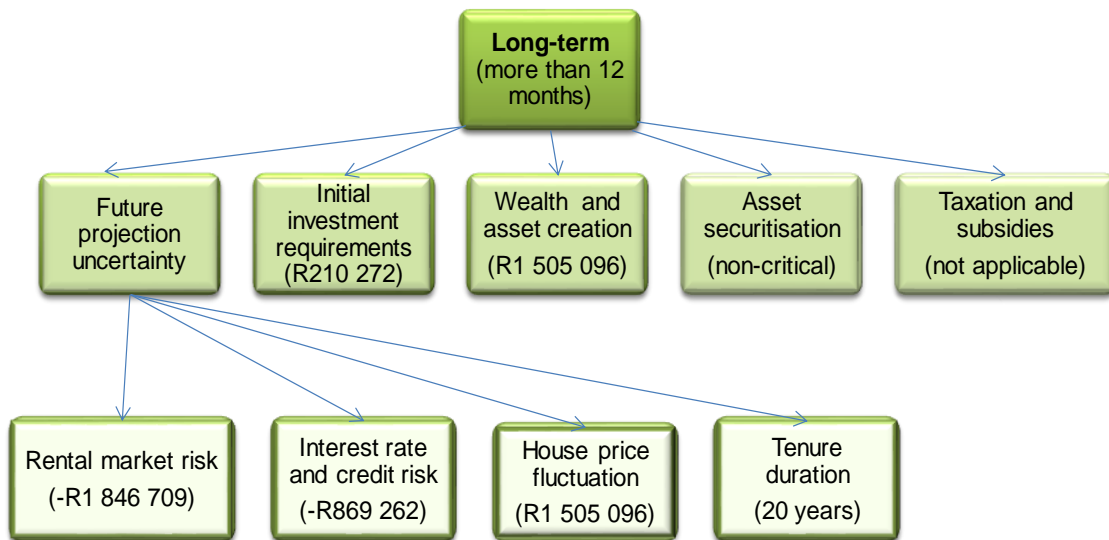 Long-term
(more than 12
months)
Future
projection
uncertainty
Initial
investment
requirements
(R210 272)
Wealth and
asset creation
(R1 505 096)
Asset
securitisation
(non-critical)
Taxation and
subsidies
(not applicable)
Rental market risk
(-R1 846 709)
Interest rate
and credit risk
(-R869 262)
House price
fluctuation
(R1 505 096)
Tenure
duration
(20 years)